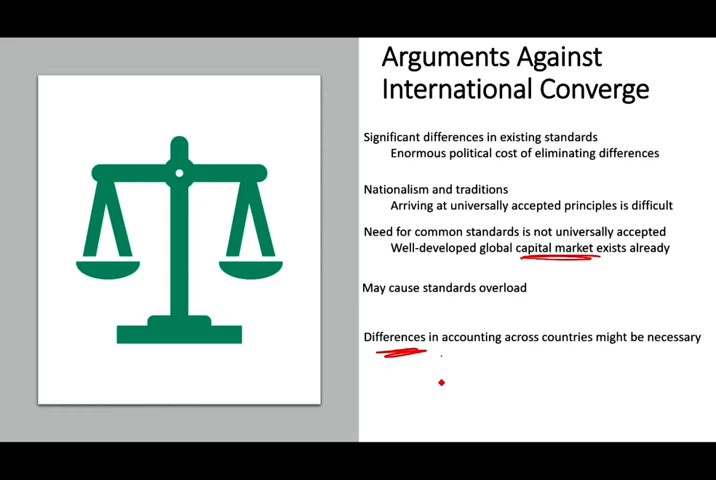 Arguments Against
International Converge
Significant differences in existing standards
Enormous political cost of eliminating differences
Nationalism and traditions
Arriving at universally accepted principles is difficult
Need for common standards is not universally accepted
Well-developed global capital market exists already
May cause standards overload
Differences in accounting across countries might be necessary